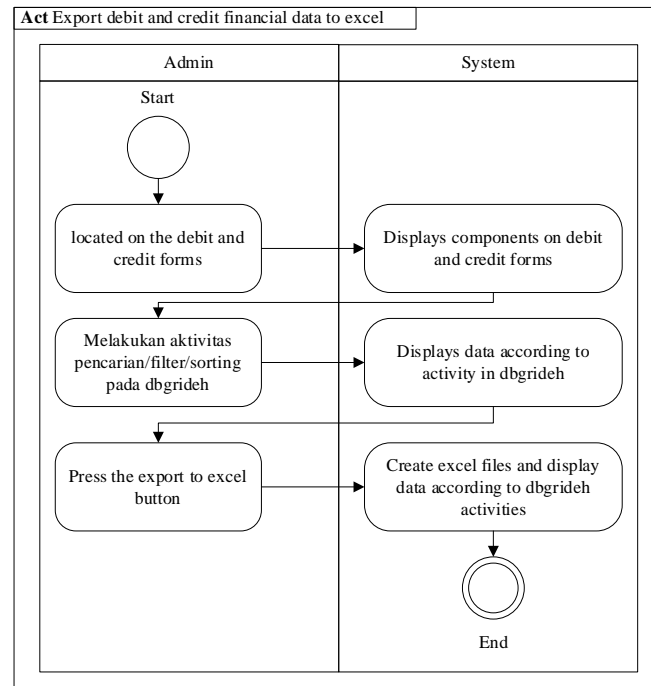 Act Export debit and credit financial data to excel
Admin
System
Start
located on the debit and
credit forms
Displays components on debit
and credit forms
Melakukan aktivitas
pencarian/filter/sorting
pada dbgrideh
Displays data according to
activity in dbgrideh
Press the export to excel
button
Create excel files and display
data according to dbgrideh
activities
End